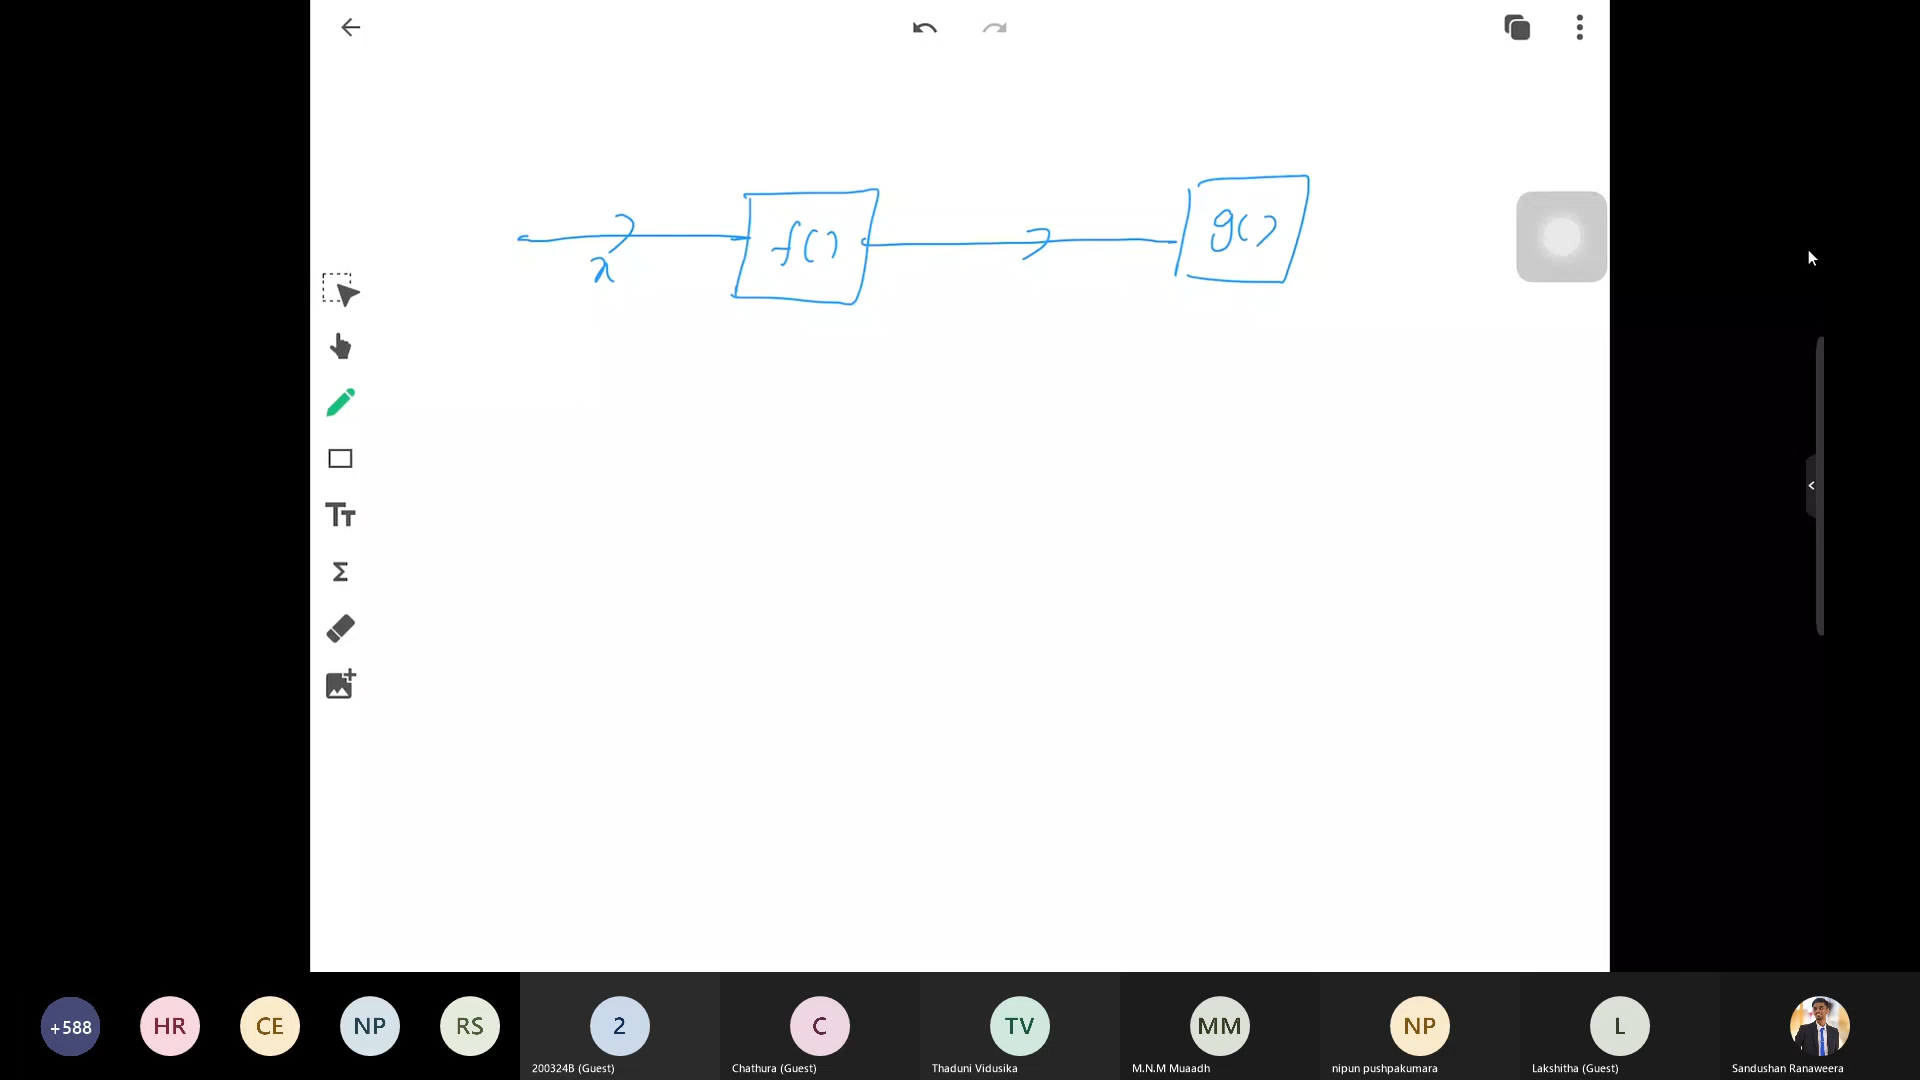 f()
g()
x
Tт
Σ
<
+588
HR
CE
NP
RS
2
C
TV
MM
NP
L
200324B (Guest)
Chathura (Guest)
Thaduni Vidusika
M.N.M Muaadh
nipun pushpakumara
Lakshitha (Guest)
Sandushan Ranaweera